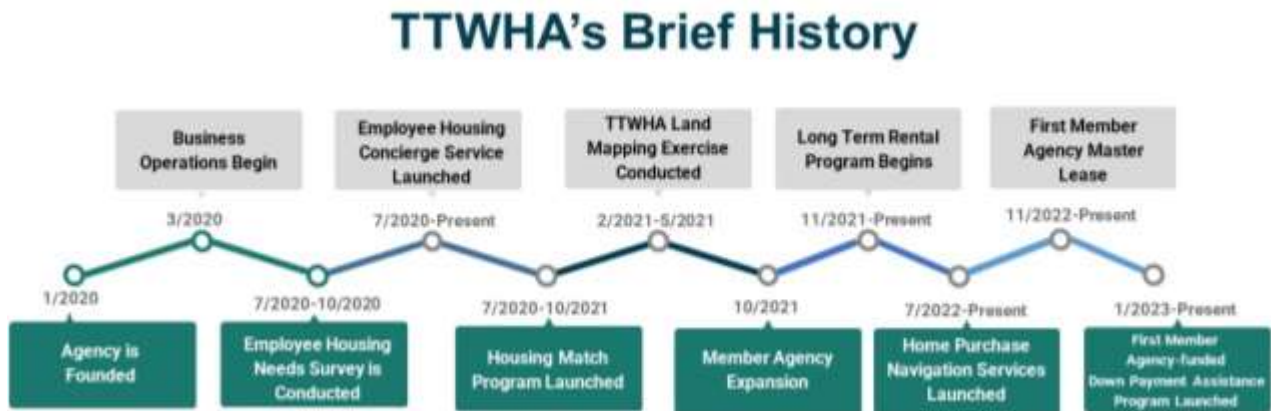 TTWHA's Brief History
Business
Operations Begin
Employee Housing
Concierge Service
Launched
TTWHA Land
Mapping Exercise
Conducted
Long Term Rental
Program Begins
First Member
Agency Master
Lease
3/2020
7/2020-Present
2/2021-5/2021
11/2021-Present
11/2022-Present
1/2020
7/2020-10/2020
7/2020-10/2021
10/2021
7/2022-Present
1/2023-Present
Agency is
Founded
Employee Housing
Needs Survey is
Conducted
Housing Match
Program Launched
Member Agency
Expansion
Home Purchase
Navigation Services
Launched
First Member
Agency-funded
Down Payment Assistance
Program Launched